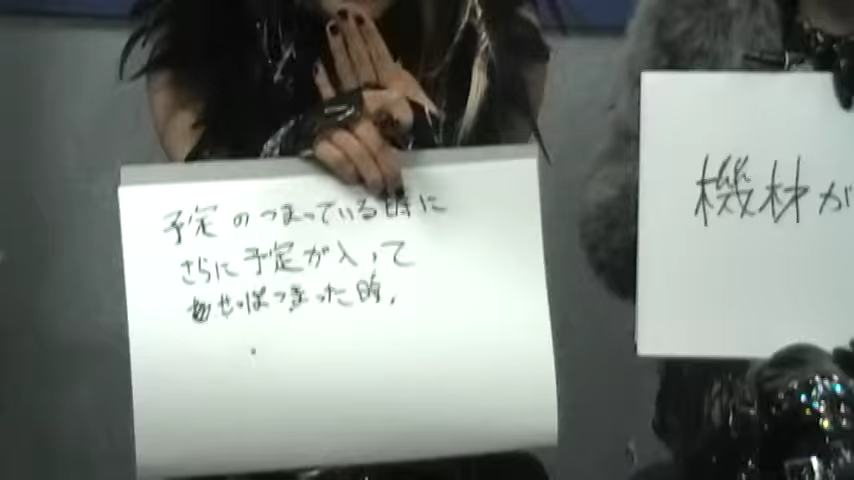 予定のつまっている時に
さらに予定が入って
せっぱつまった時.
機材が